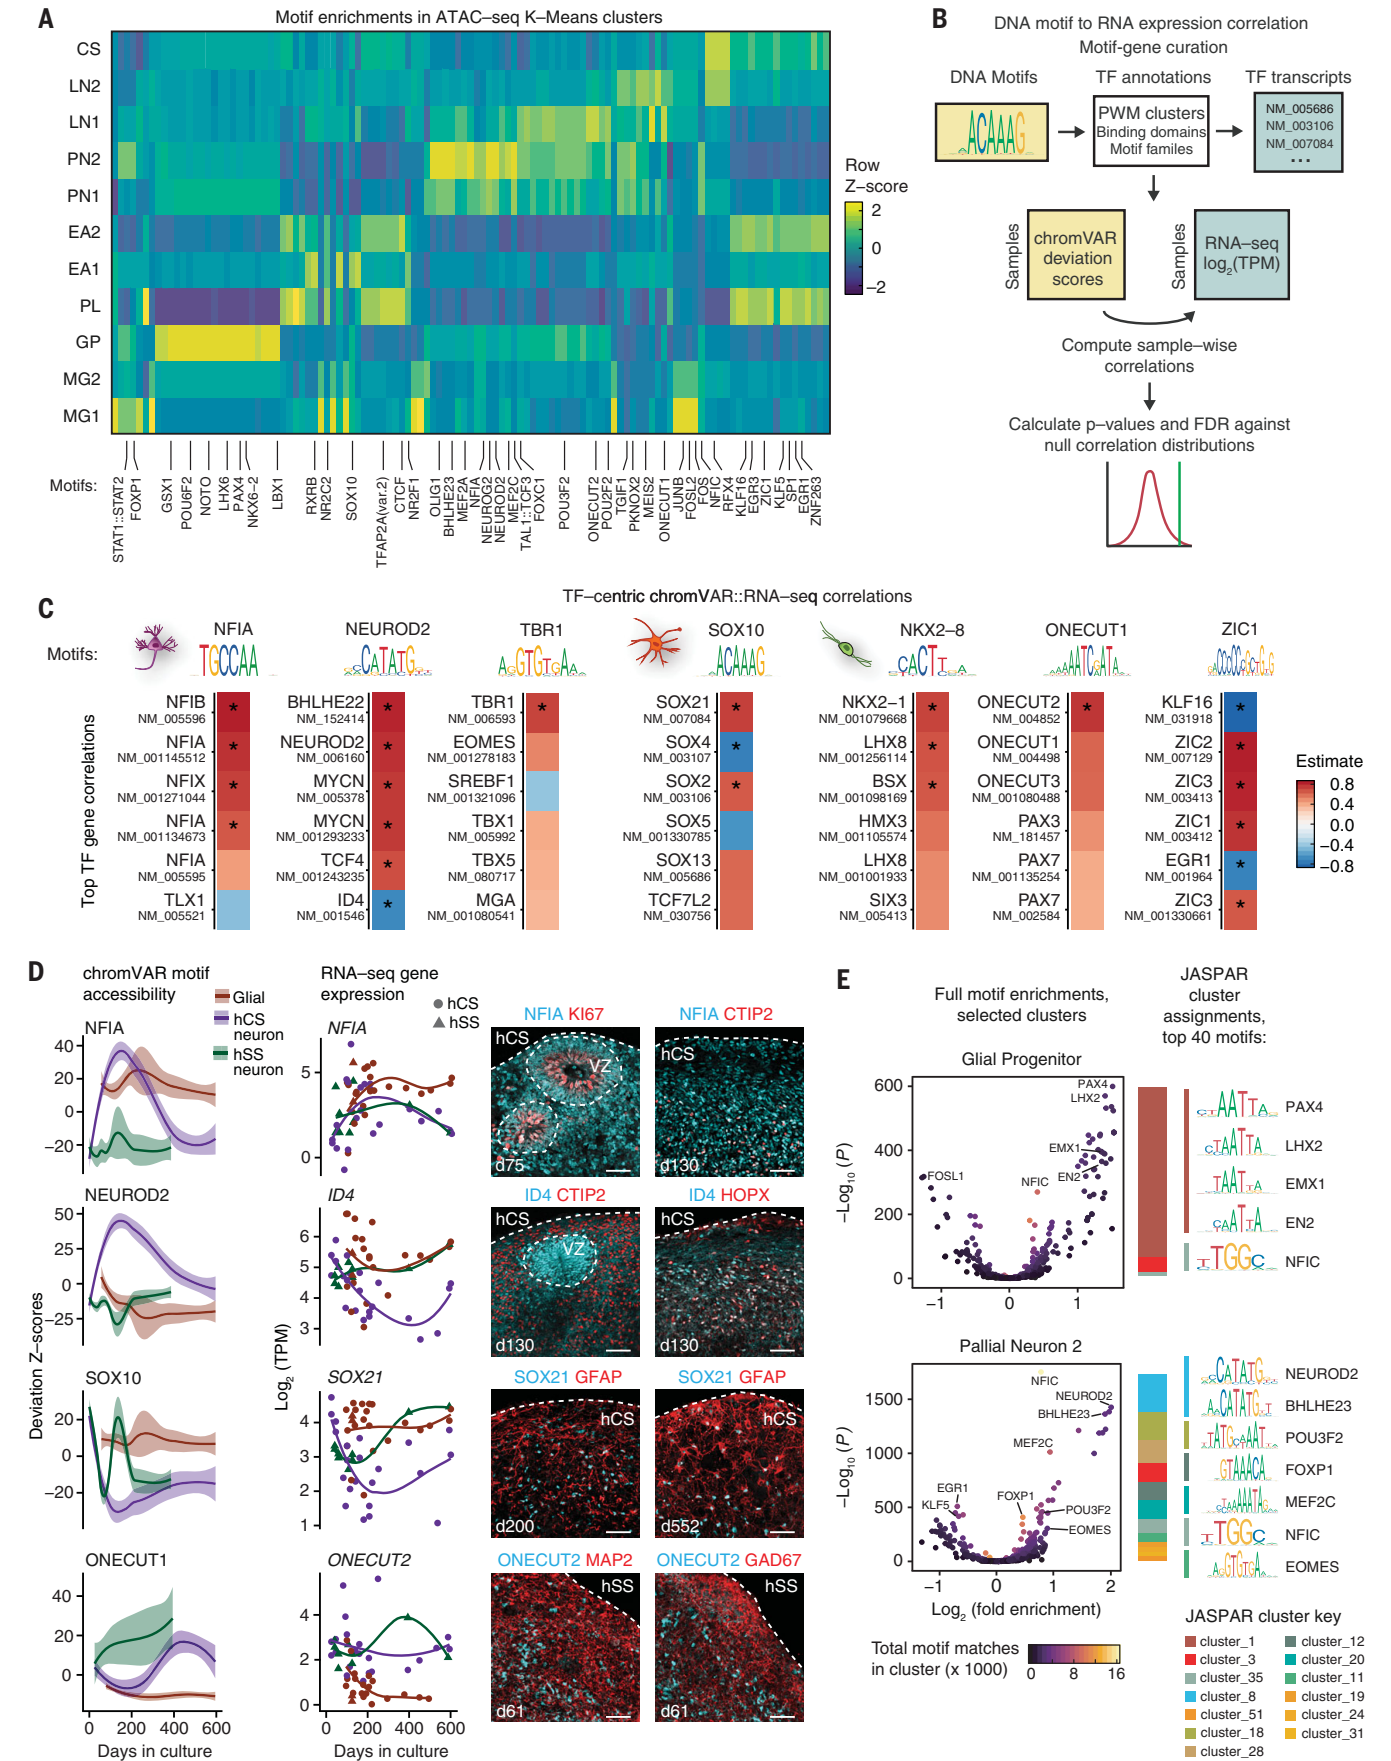 A
Motif enrichments in ATAC–seq K–Means clusters
CS
LN2
LN1
PN2
PN1
EA2
EA1
PL
GP
MG2
MG1
Row
Z–score
2
0
−2
Motifs:
STAT1::STAT2
FOXP1
GSX1
POU6F2
NOTO
LHX6
PAX4
NKX6–2
LBX1
RXRB
NR2C2
SOX10
TFAP2A(var.2)
CTCF
NR2F1
OLIG1
BHLHE23
MEF2A
NFIA
NEUROG2
NEUROD2
MEF2C
TAL1::TCF3
FOXC1
POU3F2
ONECUT2
POU2F2
TGIF1
PKNOX2
MEIS2
ONECUT1
JUNB
FOSL2
FOS
NFIC
RFX4
KLF16
EGR3
ZIC1
KLF5
SP1
EGR1
ZNF263
B
DNA motif to RNA expression correlation
Motif-gene curation
DNA Motifs
TF annotations
TF transcripts
ACAAAG
PWM clusters
Binding domains
Motif familes
NM_005686
NM_003106
NM_007084
...
Samples
chromVAR
deviation
scores
Samples
RNA–seq
log2(TPM)
Compute sample–wise
correlations
Calculate p–values and FDR against
null correlation distributions
C
TF–centric chromVAR::RNA–seq correlations
Motifs:
NFIA
NEUROD2
TBR1
SOX10
NKX2–8
ONECUT1
ZIC1
Top TF gene correlations
NFIB
NM_005596
*
NFIA
NM_001145512
*
NFIX
NM_001271044
*
NFIA
NM_001134673
*
NFIA
NM_005595
TLX1
NM_005521
BHLHE22
NM_152414
*
NEUROD2
NM_006160
*
MYCN
NM_005378
*
MYCN
NM_001293233
*
TCF4
NM_001243235
*
ID4
NM_001546
*
TBR1
NM_006593
*
EOMES
NM_001278183
SREBF1
NM_001321096
TBX1
NM_005992
TBX5
NM_080717
MGA
NM_001080541
SOX21
NM_007084
*
SOX4
NM_003107
*
SOX2
NM_003106
*
SOX5
NM_001330785
SOX13
NM_005686
TCF7L2
NM_030756
NKX2–1
NM_001079668
*
LHX8
NM_001256114
*
BSX
NM_001098169
*
HMX3
NM_001105574
LHX8
NM_001001933
SIX3
NM_005413
ONECUT2
NM_004852
*
ONECUT1
NM_004498
ONECUT3
NM_001080488
PAX3
NM_181457
PAX7
NM_001135254
PAX7
NM_002584
KLF16
NM_031918
*
ZIC2
NM_007129
*
ZIC3
NM_003413
*
ZIC1
NM_003412
*
EGR1
NM_001964
*
ZIC3
NM_001330661
*
Estimate
0.8
0.4
0.0
−0.4
−0.8
D
chromVAR motif
accessibility
Glial
hCS
neuron
hSS
neuron
RNA–seq gene
expression
hCS
hSS
Deviation Z–scores
Log2 (TPM)
NFIA
40
20
0
−20
NEUROD2
50
25
0
−25
SOX10
20
0
−20
ONECUT1
40
20
0
0 200 400 600
Days in culture
NFIA
5
0
ID4
6
5
4
3
SOX21
4
3
2
1
ONECUT2
4
2
0
0 200 400 600
Days in culture
NFIA KI67
hCS
VZ
d75
NFIA CTIP2
hCS
d130
ID4 CTIP2
hCS
VZ
d130
ID4 HOPX
hCS
d130
SOX21 GFAP
hCS
d200
SOX21 GFAP
hCS
d552
ONECUT2 MAP2
hSS
d61
ONECUT2 GAD67
hSS
d61
E
Full motif enrichments,
selected clusters
JASPAR
cluster
assignments,
top 40 motifs:
Glial Progenitor
−Log10 (P)
600
400
200
0
−1 0 1
PAX4
LHX2
EMX1
EN2
NFIC
FOSL1
PAX4
LHX2
EMX1
EN2
NFIC
Pallial Neuron 2
−Log10 (P)
1500
1000
500
0
−1 0 1 2
Log2 (fold enrichment)
NFIC
NEUROD2
BHLHE23
MEF2C
EGR1
KLF5
FOXP1
POU3F2
EOMES
NEUROD2
BHLHE23
POU3F2
FOXP1
MEF2C
NFIC
EOMES
Total motif matches
in cluster (x 1000)
0 8 16
JASPAR cluster key
cluster_1
cluster_3
cluster_35
cluster_8
cluster_51
cluster_18
cluster_28
cluster_12
cluster_20
cluster_11
cluster_19
cluster_24
cluster_31